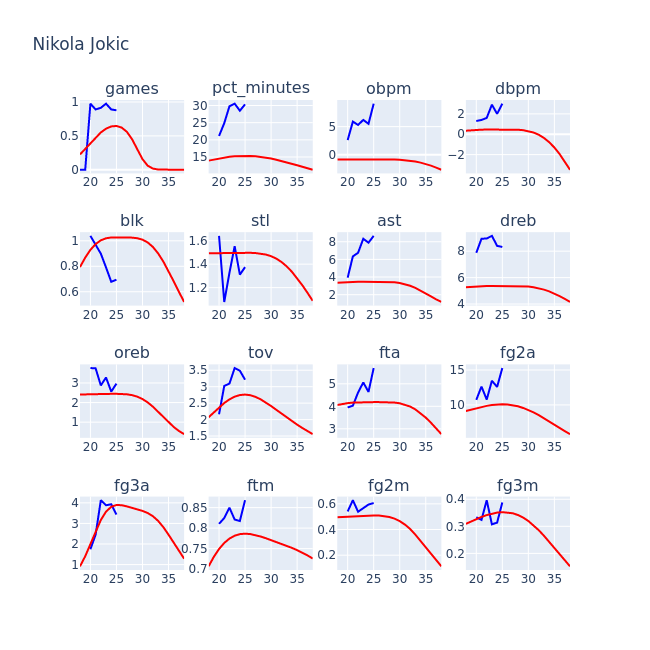 Nikola Jokic
games pct_minutes obpm dbpm
1 0.5 0 20 25 30 35
30 25 20 15 20 25 30 35
5 0 20 25 30 35
2 0 −2 20 25 30 35
blk stl ast dreb
1 0.8 0.6 20 25 30 35
1.6 1.4 1.2 20 25 30 35
8 6 4 2 20 25 30 35
8 6 4 20 25 30 35
oreb tov fta fg2a
3 2 1 20 25 30 35
3.5 3 2.5 2 1.5 20 25 30 35
5 4 3 20 25 30 35
15 10 20 25 30 35
fg3a ftm fg2m fg3m
4 3 2 1 20 25 30 35
0.85 0.8 0.75 0.7 20 25 30 35
0.6 0.4 0.2 20 25 30 35
0.4 0.3 0.2 20 25 30 35